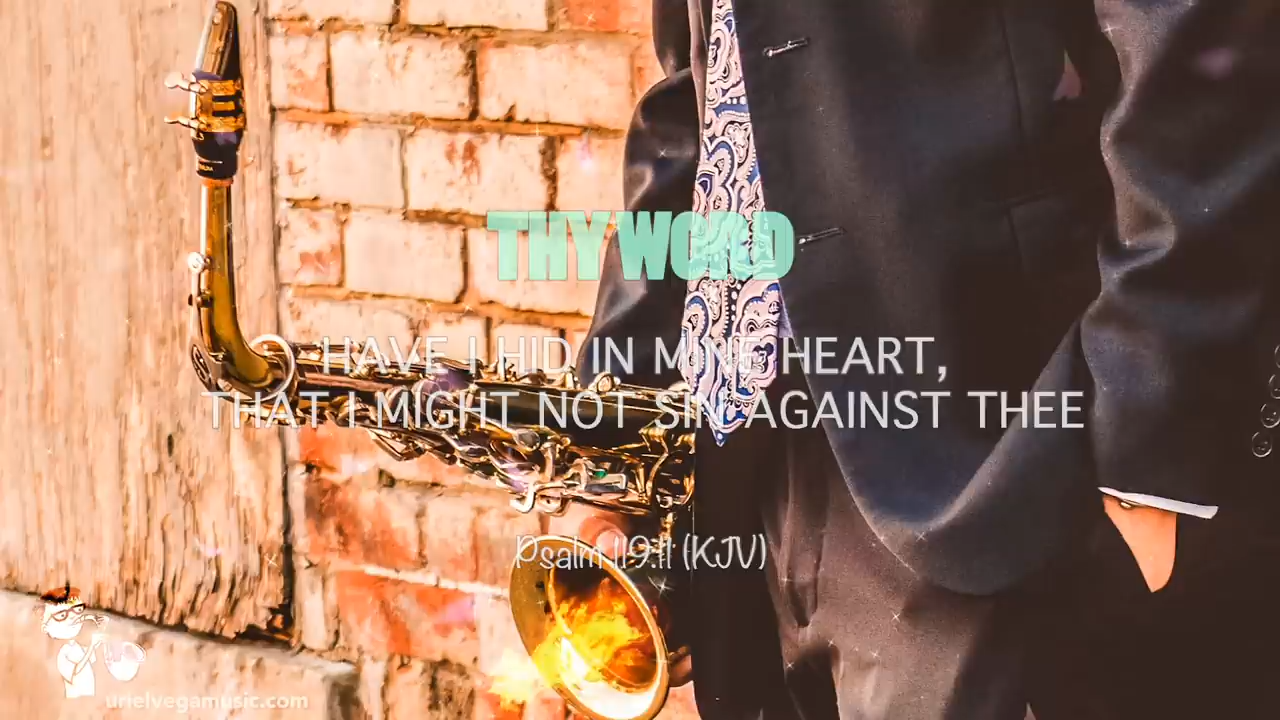 THY WORD
HAVE I HID IN MINE HEART,
THAT I MIGHT NOT SIN AGAINST THEE
Psalm 119:11 (KJV)
urielvegamusic.com